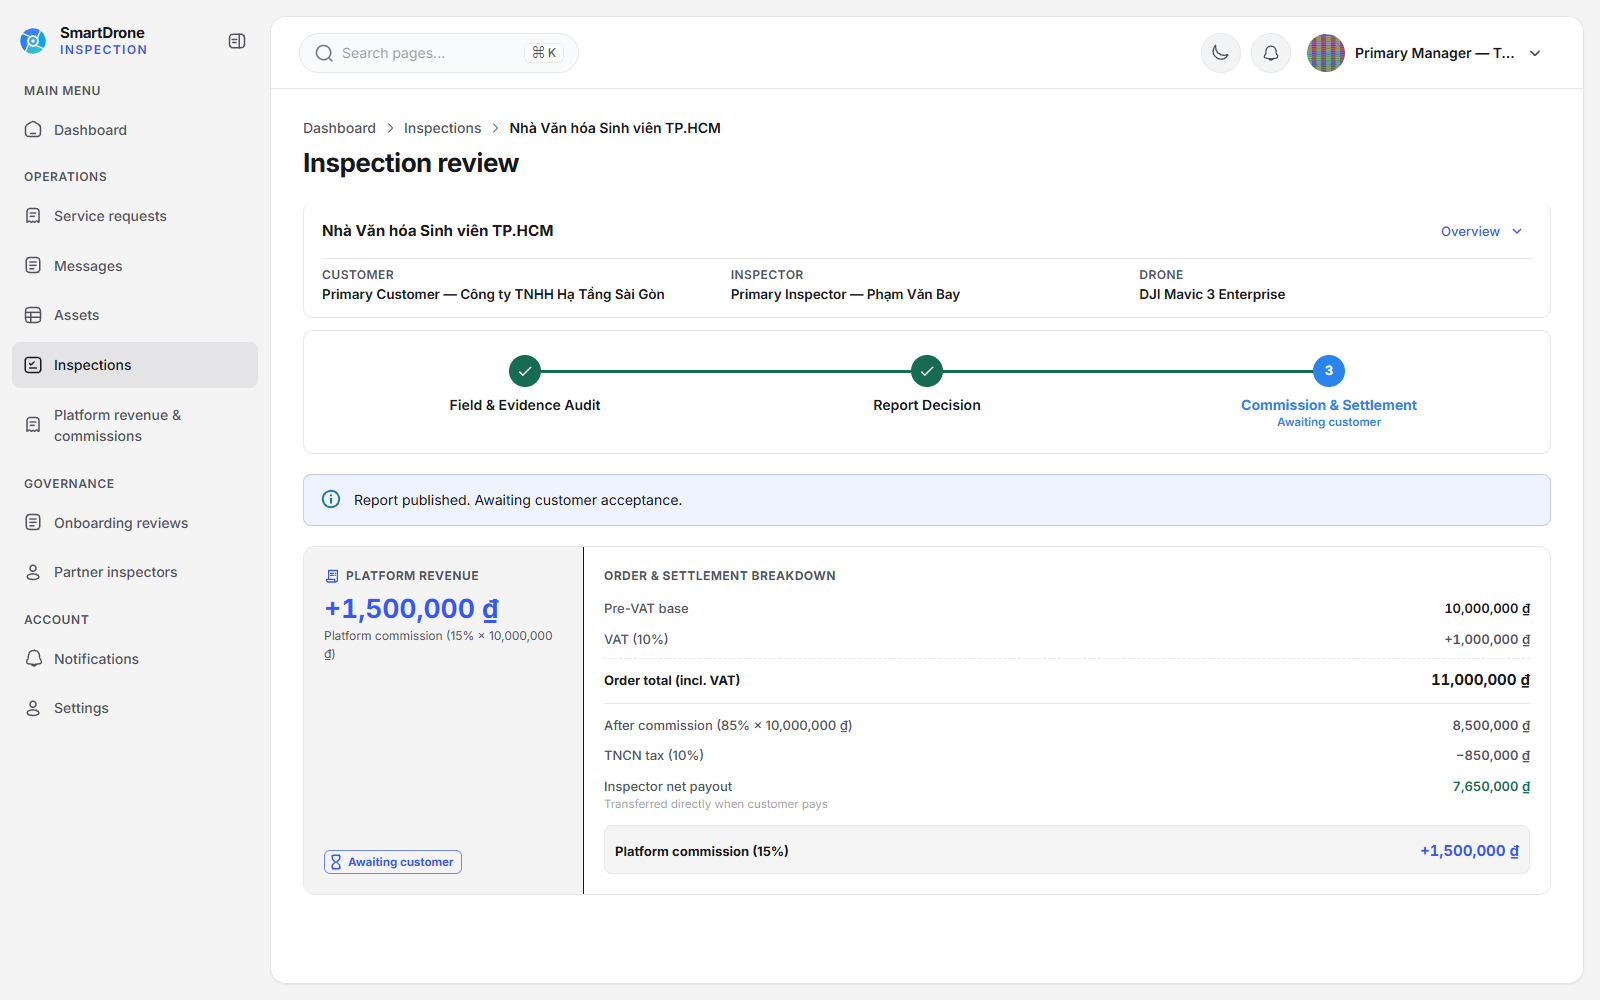 SmartDrone
INSPECTION
MAIN MENU
Dashboard
OPERATIONS
Service requests
Messages
Assets
Inspections
Platform revenue &
commissions
GOVERNANCE
Onboarding reviews
Partner inspectors
ACCOUNT
Notifications
Settings
Search pages...
⌘ K
Primary Manager — T...
Dashboard > Inspections > Nhà Văn hóa Sinh viên TP.HCM
Inspection review
Nhà Văn hóa Sinh viên TP.HCM
Overview
CUSTOMER
Primary Customer — Công ty TNHH Hạ Tầng Sài Gòn
INSPECTOR
Primary Inspector — Phạm Văn Bay
DRONE
DJI Mavic 3 Enterprise
Field & Evidence Audit
Report Decision
3
Commission & Settlement
Awaiting customer
Report published. Awaiting customer acceptance.
PLATFORM REVENUE
+1,500,000 ₫
Platform commission (15% × 10,000,000
₫)
Awaiting customer
ORDER & SETTLEMENT BREAKDOWN
Pre-VAT base 10,000,000 ₫
VAT (10%) +1,000,000 ₫
Order total (incl. VAT) 11,000,000 ₫
After commission (85% × 10,000,000 ₫) 8,500,000 ₫
TNCN tax (10%) −850,000 ₫
Inspector net payout 7,650,000 ₫
Transferred directly when customer pays
Platform commission (15%) +1,500,000 ₫